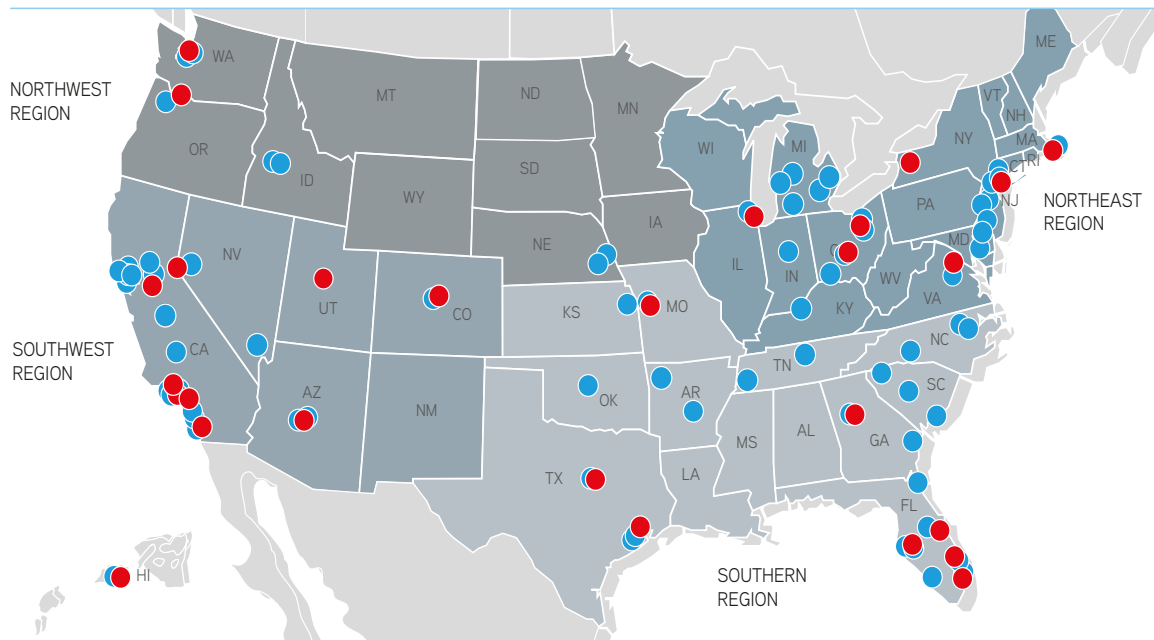 ME
WA
NORTHWEST
REGION
MT
ND
MN
VT
NH
NY
MA
WI
MI
OR
ID
SD
CT
RI
WY
PA
NJ
NORTHEAST
REGION
IA
NE
MD
NV
IL
IN
WV
UT
CO
KS
MO
KY
VA
SOUTHWEST
REGION
CA
NC
TN
AZ
NM
OK
AR
SC
MS
AL
GA
TX
LA
FL
HI
SOUTHERN
REGION